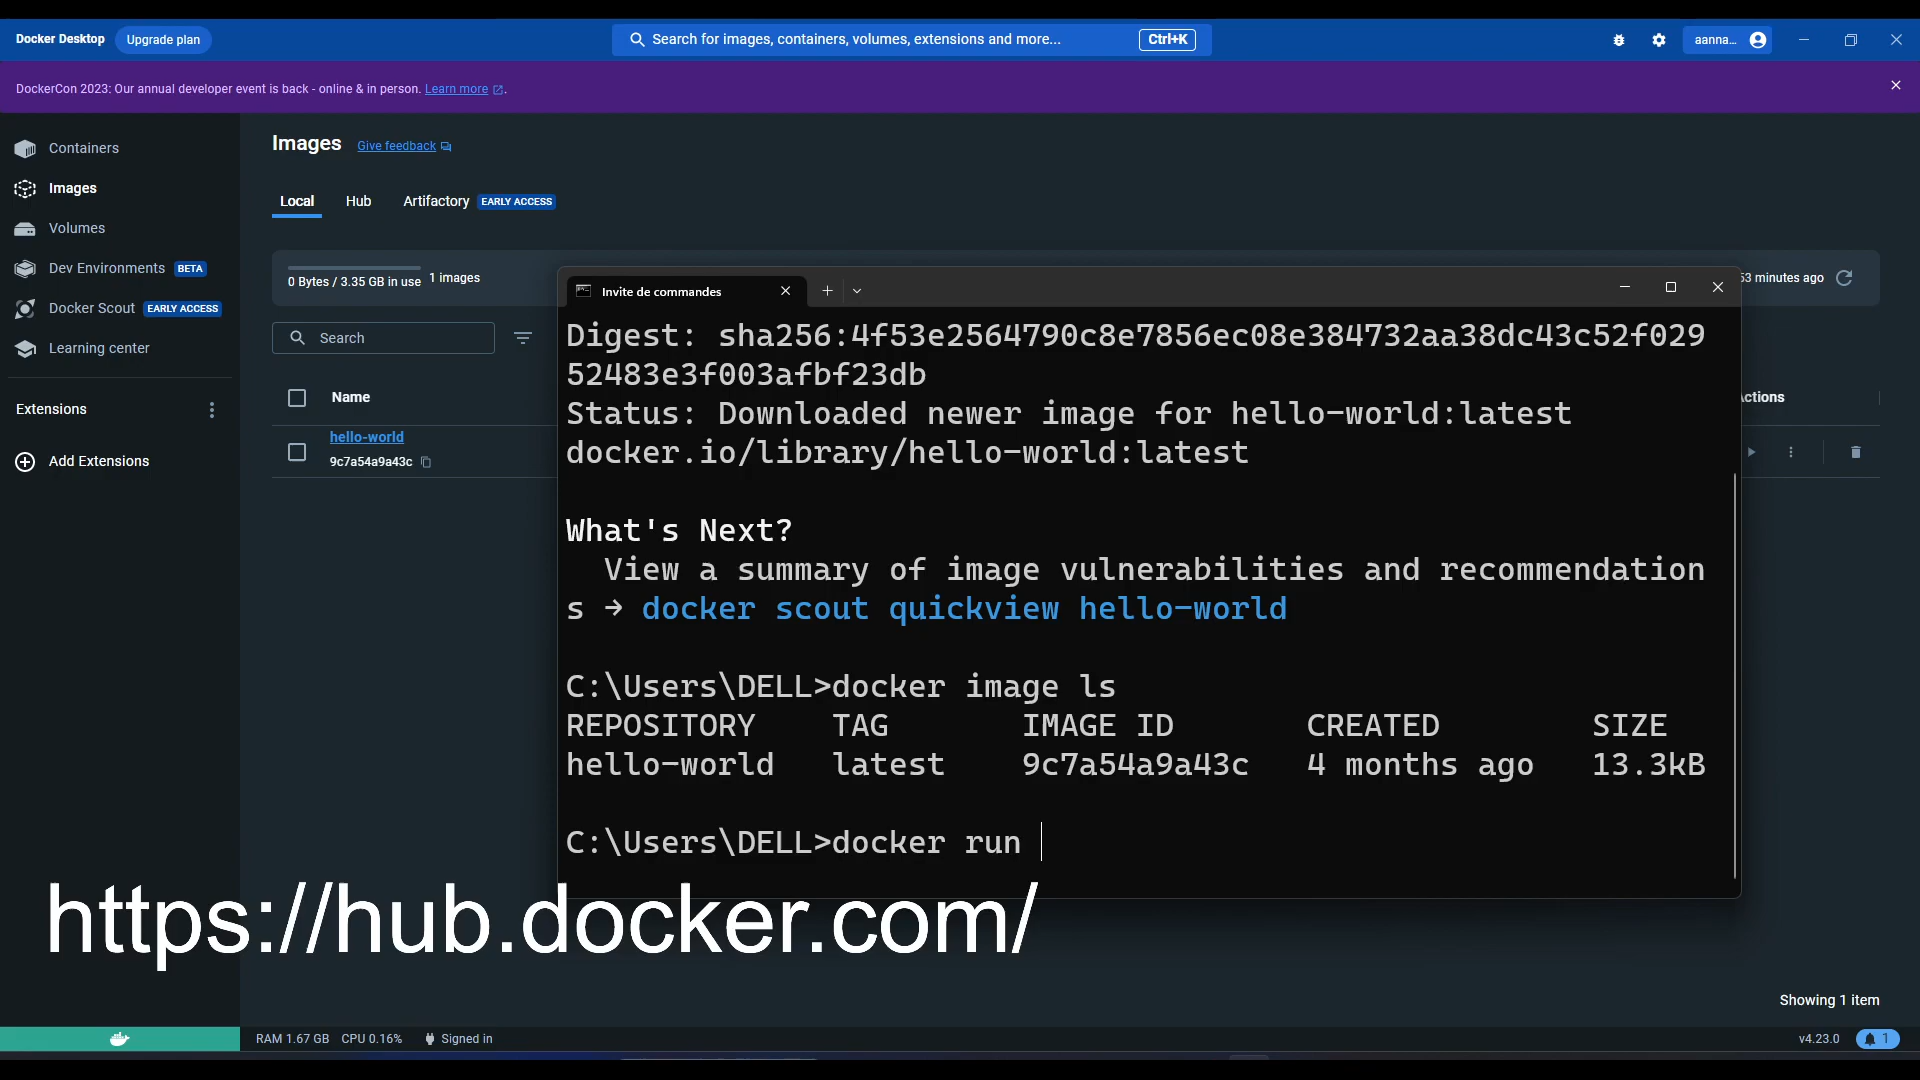 Docker Desktop Upgrade plan Search for images, containers, volumes, extensions and more... Ctrl+K aanna...
DockerCon 2023: Our annual developer event is back - online & in person. Learn more .
Containers
Images
Volumes
Dev Environments BETA
Docker Scout EARLY ACCESS
Learning center
Extensions
Add Extensions
Images Give feedback
Local Hub Artifactory EARLY ACCESS
0 Bytes / 3.35 GB in use 1 images
53 minutes ago
Search
Name
Actions
hello-world
9c7a54a9a43c
Invite de commandes
Digest: sha256:4f53e2564790c8e7856ec08e384732aa38dc43c52f029
52483e3f003afbf23db
Status: Downloaded newer image for hello-world:latest
docker.io/library/hello-world:latest
What's Next?
View a summary of image vulnerabilities and recommendation
s → docker scout quickview hello-world
C:\Users\DELL>docker image ls
REPOSITORY TAG IMAGE ID CREATED SIZE
hello-world latest 9c7a54a9a43c 4 months ago 13.3kB
C:\Users\DELL>docker run
https://hub.docker.com/
Showing 1 item
RAM 1.67 GB CPU 0.16% Signed in v4.23.0 1